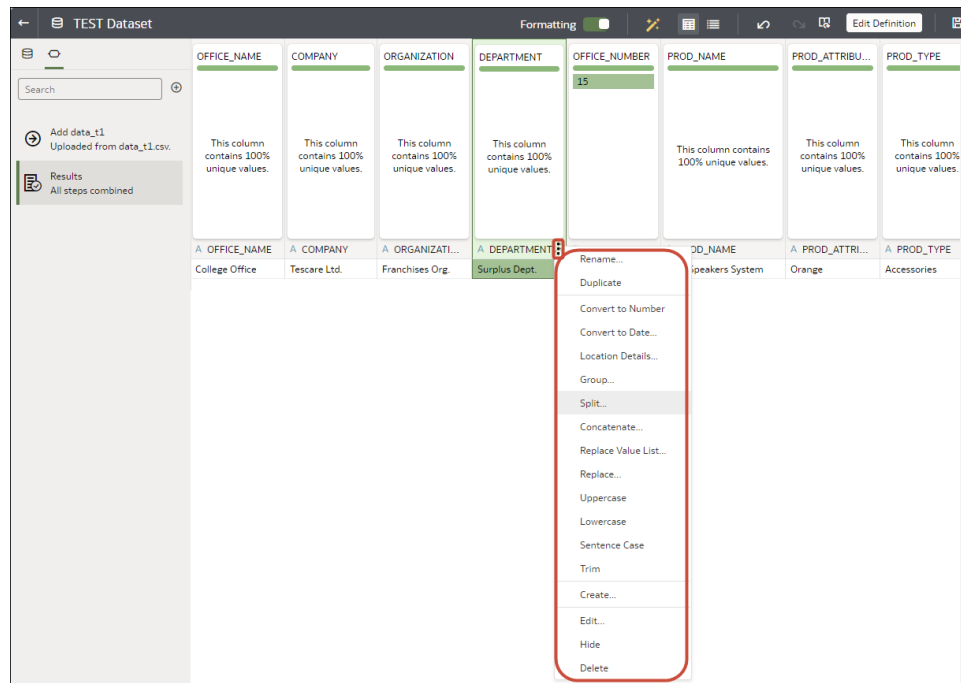 TEST Dataset
Formatting
Edit Definition
Search
Add data_t1
Uploaded from data_t1.csv.
Results
All steps combined
OFFICE_NAME COMPANY ORGANIZATION DEPARTMENT OFFICE_NUMBER PROD_NAME PROD_ATTRIBU... PROD_TYPE
15
This column
contains 100%
unique values.
This column
contains 100%
unique values.
This column
contains 100%
unique values.
This column
contains 100%
unique values.
This column contains
100% unique values.
This column
contains 100%
unique values.
This column
contains 100%
unique values.
A OFFICE_NAME A COMPANY A ORGANIZATI... A DEPARTMENT OD_NAME A PROD_ATTRI... A PROD_TYPE
College Office Tescare Ltd. Franchises Org. Surplus Dept. Speakers System Orange Accessories
Rename...
Duplicate
Convert to Number
Convert to Date...
Location Details...
Group...
Split...
Concatenate...
Replace Value List...
Replace...
Uppercase
Lowercase
Sentence Case
Trim
Create...
Edit...
Hide
Delete